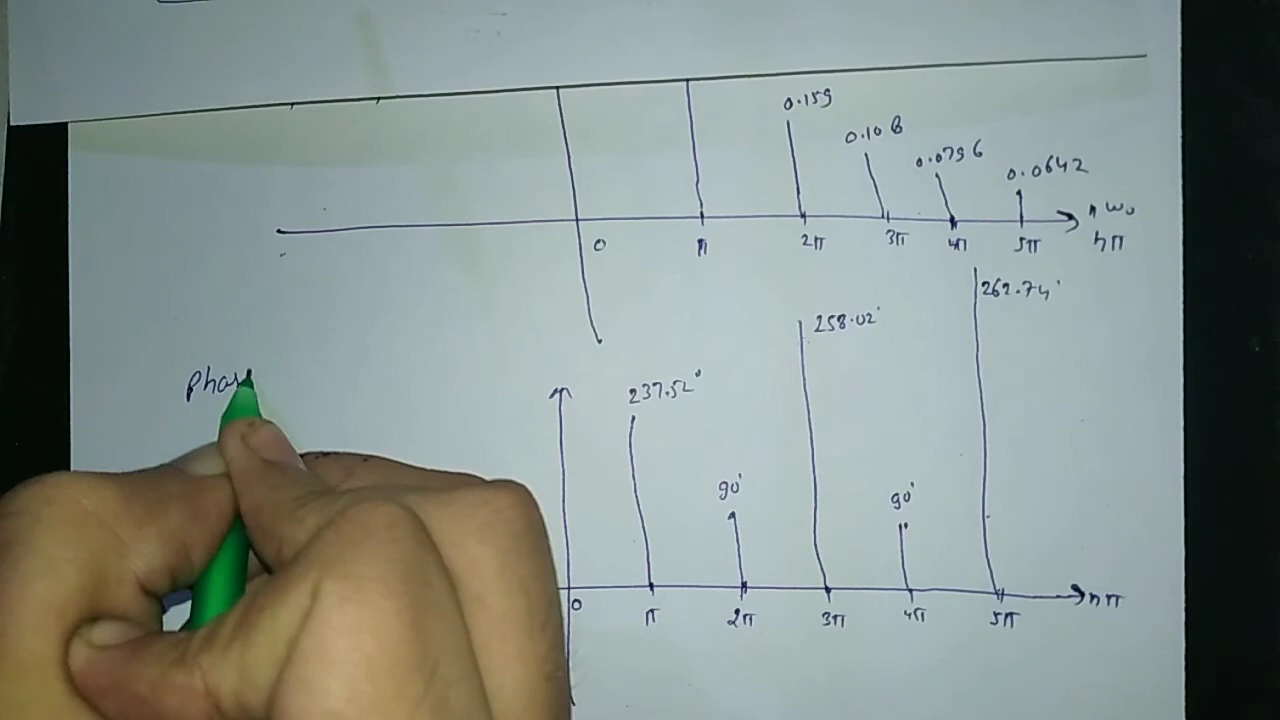 0.159
0.108
0.0796
0.0642
0 π 2π 3π 4π 5π
nω₀
nπ
262.74°
258.02°
phas
237.52°
90°
90°
0 π 2π 3π 4π 5π nπ